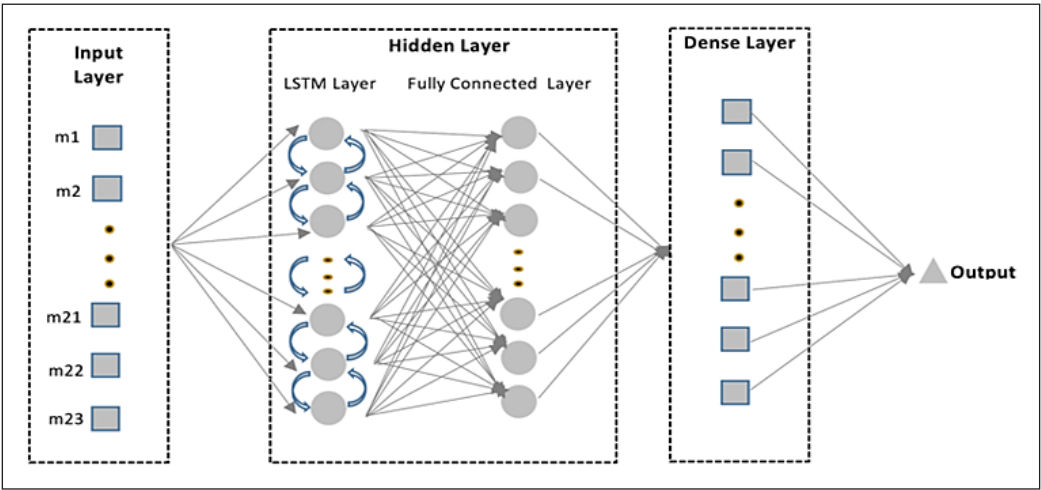 Input
Layer
m1
m2
m21
m22
m23
Hidden Layer
LSTM Layer
Fully Connected Layer
Dense Layer
Output